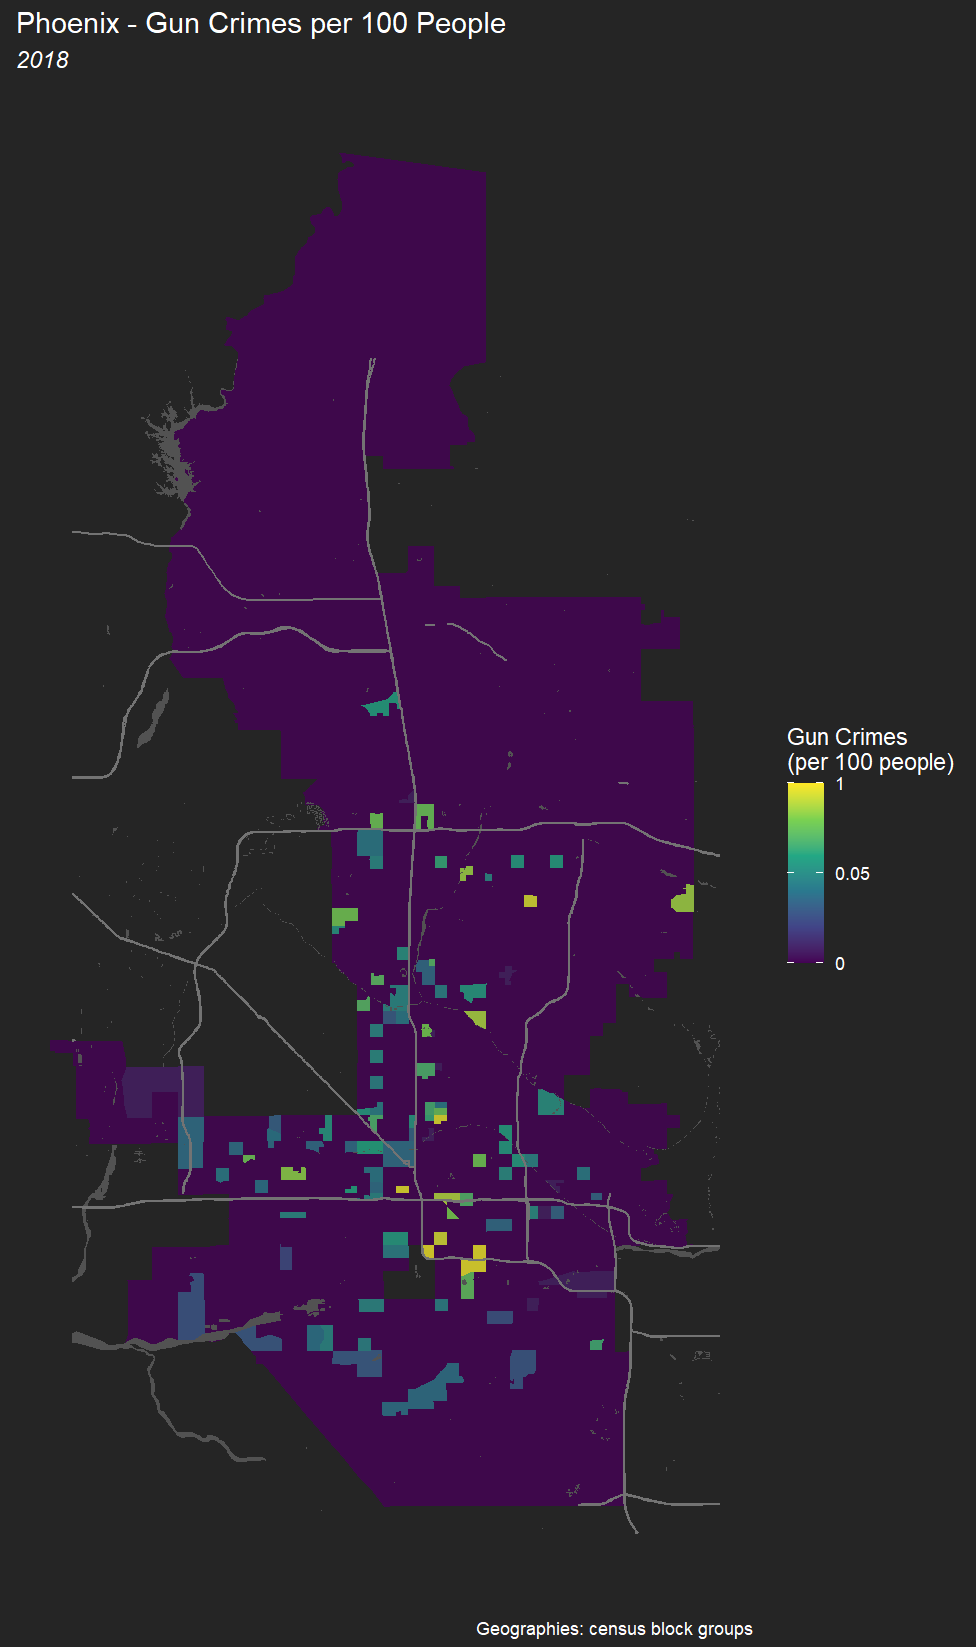 Phoenix - Gun Crimes per 100 People
2018
Gun Crimes
(per 100 people)
1
0.05
0
Geographies: census block groups